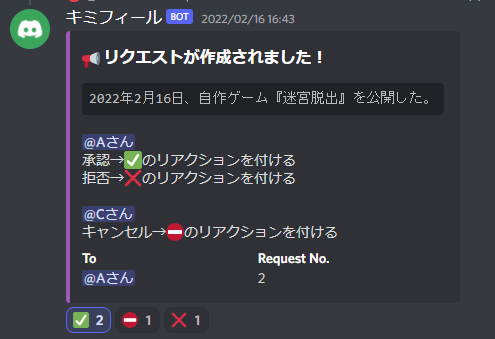 キミフィール BOT 2022/02/16 16:43
📢 リクエストが作成されました！
2022年2月16日、自作ゲーム『迷宮脱出』を公開した。
@Aさん
承認→✅のリアクションを付ける
拒否→❌のリアクションを付ける
@Cさん
キャンセル→⛔のリアクションを付ける
To Request No.
@Aさん 2
✅ 2 ⛔ 1 ❌ 1